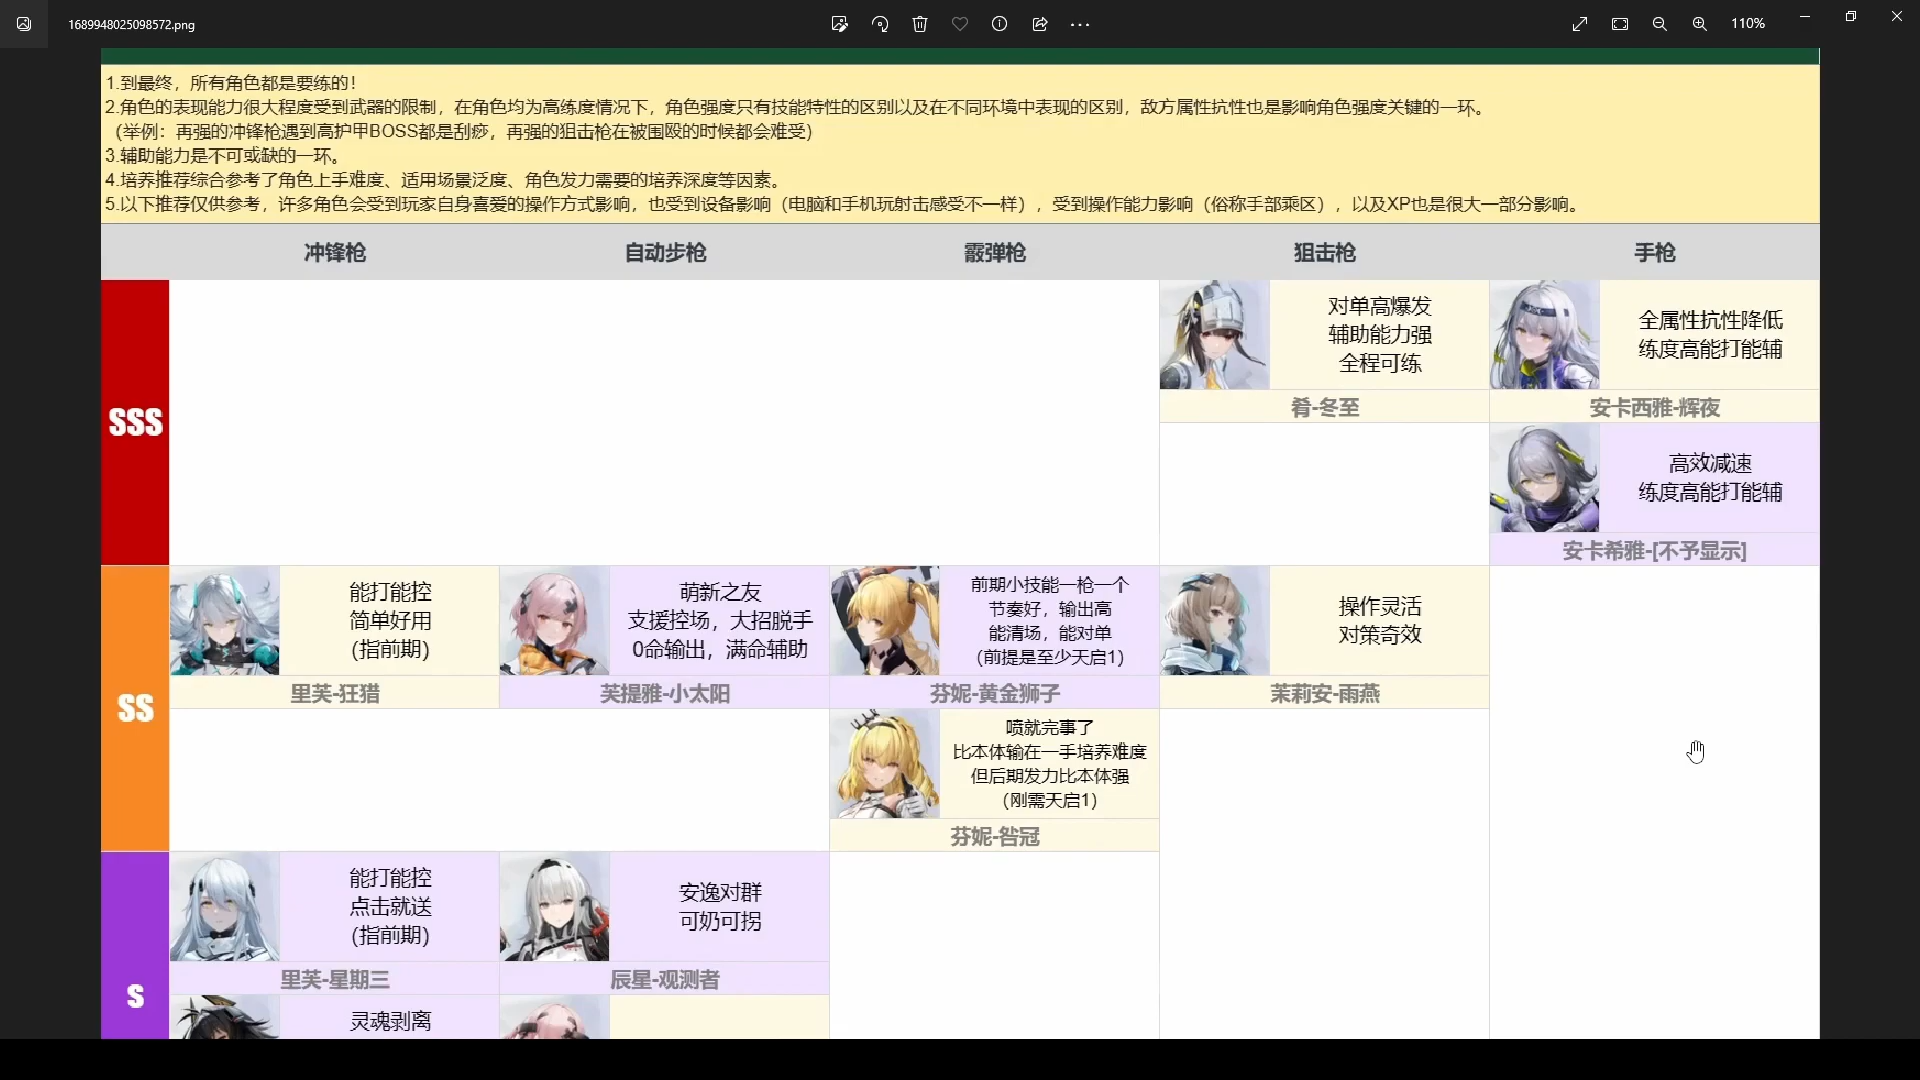 1689948025098572.png
110%
1.到最终，所有角色都是要练的！
2.角色的表现能力很大程度受到武器的限制，在角色均为高练度情况下，角色强度只有技能特性的区别以及在不同环境中表现的区别，敌方属性抗性也是影响角色强度关键的一环。
（举例：再强的冲锋枪遇到高护甲BOSS都是刮痧，再强的狙击枪在被围殴的时候都会难受）
3.辅助能力是不可或缺的一环。
4.培养推荐综合参考了角色上手难度、适用场景泛度、角色发力需要的培养深度等因素。
5.以下推荐仅供参考，许多角色会受到玩家自身喜爱的操作方式影响，也受到设备影响（电脑和手机玩射击感受不一样），受到操作能力影响（俗称手部乘区），以及XP也是很大一部分影响。
冲锋枪 自动步枪 霰弹枪 狙击枪 手枪
SSS
对单高爆发
辅助能力强
全程可练
肴-冬至
全属性抗性降低
练度高能打能辅
安卡西雅-辉夜
高效减速
练度高能打能辅
安卡希雅-[不予显示]
SS
能打能控
简单好用
(指前期)
里芙-狂猎
萌新之友
支援控场，大招脱手
0命输出，满命辅助
芙提雅-小太阳
前期小技能一枪一个
节奏好，输出高
能清场，能对单
(前提是至少天启1)
芬妮-黄金狮子
操作灵活
对策奇效
茉莉安-雨燕
喷就完事了
比本体输在一手培养难度
但后期发力比本体强
（刚需天启1）
芬妮-咎冠
S
能打能控
点击就送
(指前期)
里芙-星期三
安逸对群
可奶可拐
辰星-观测者
灵魂剥离